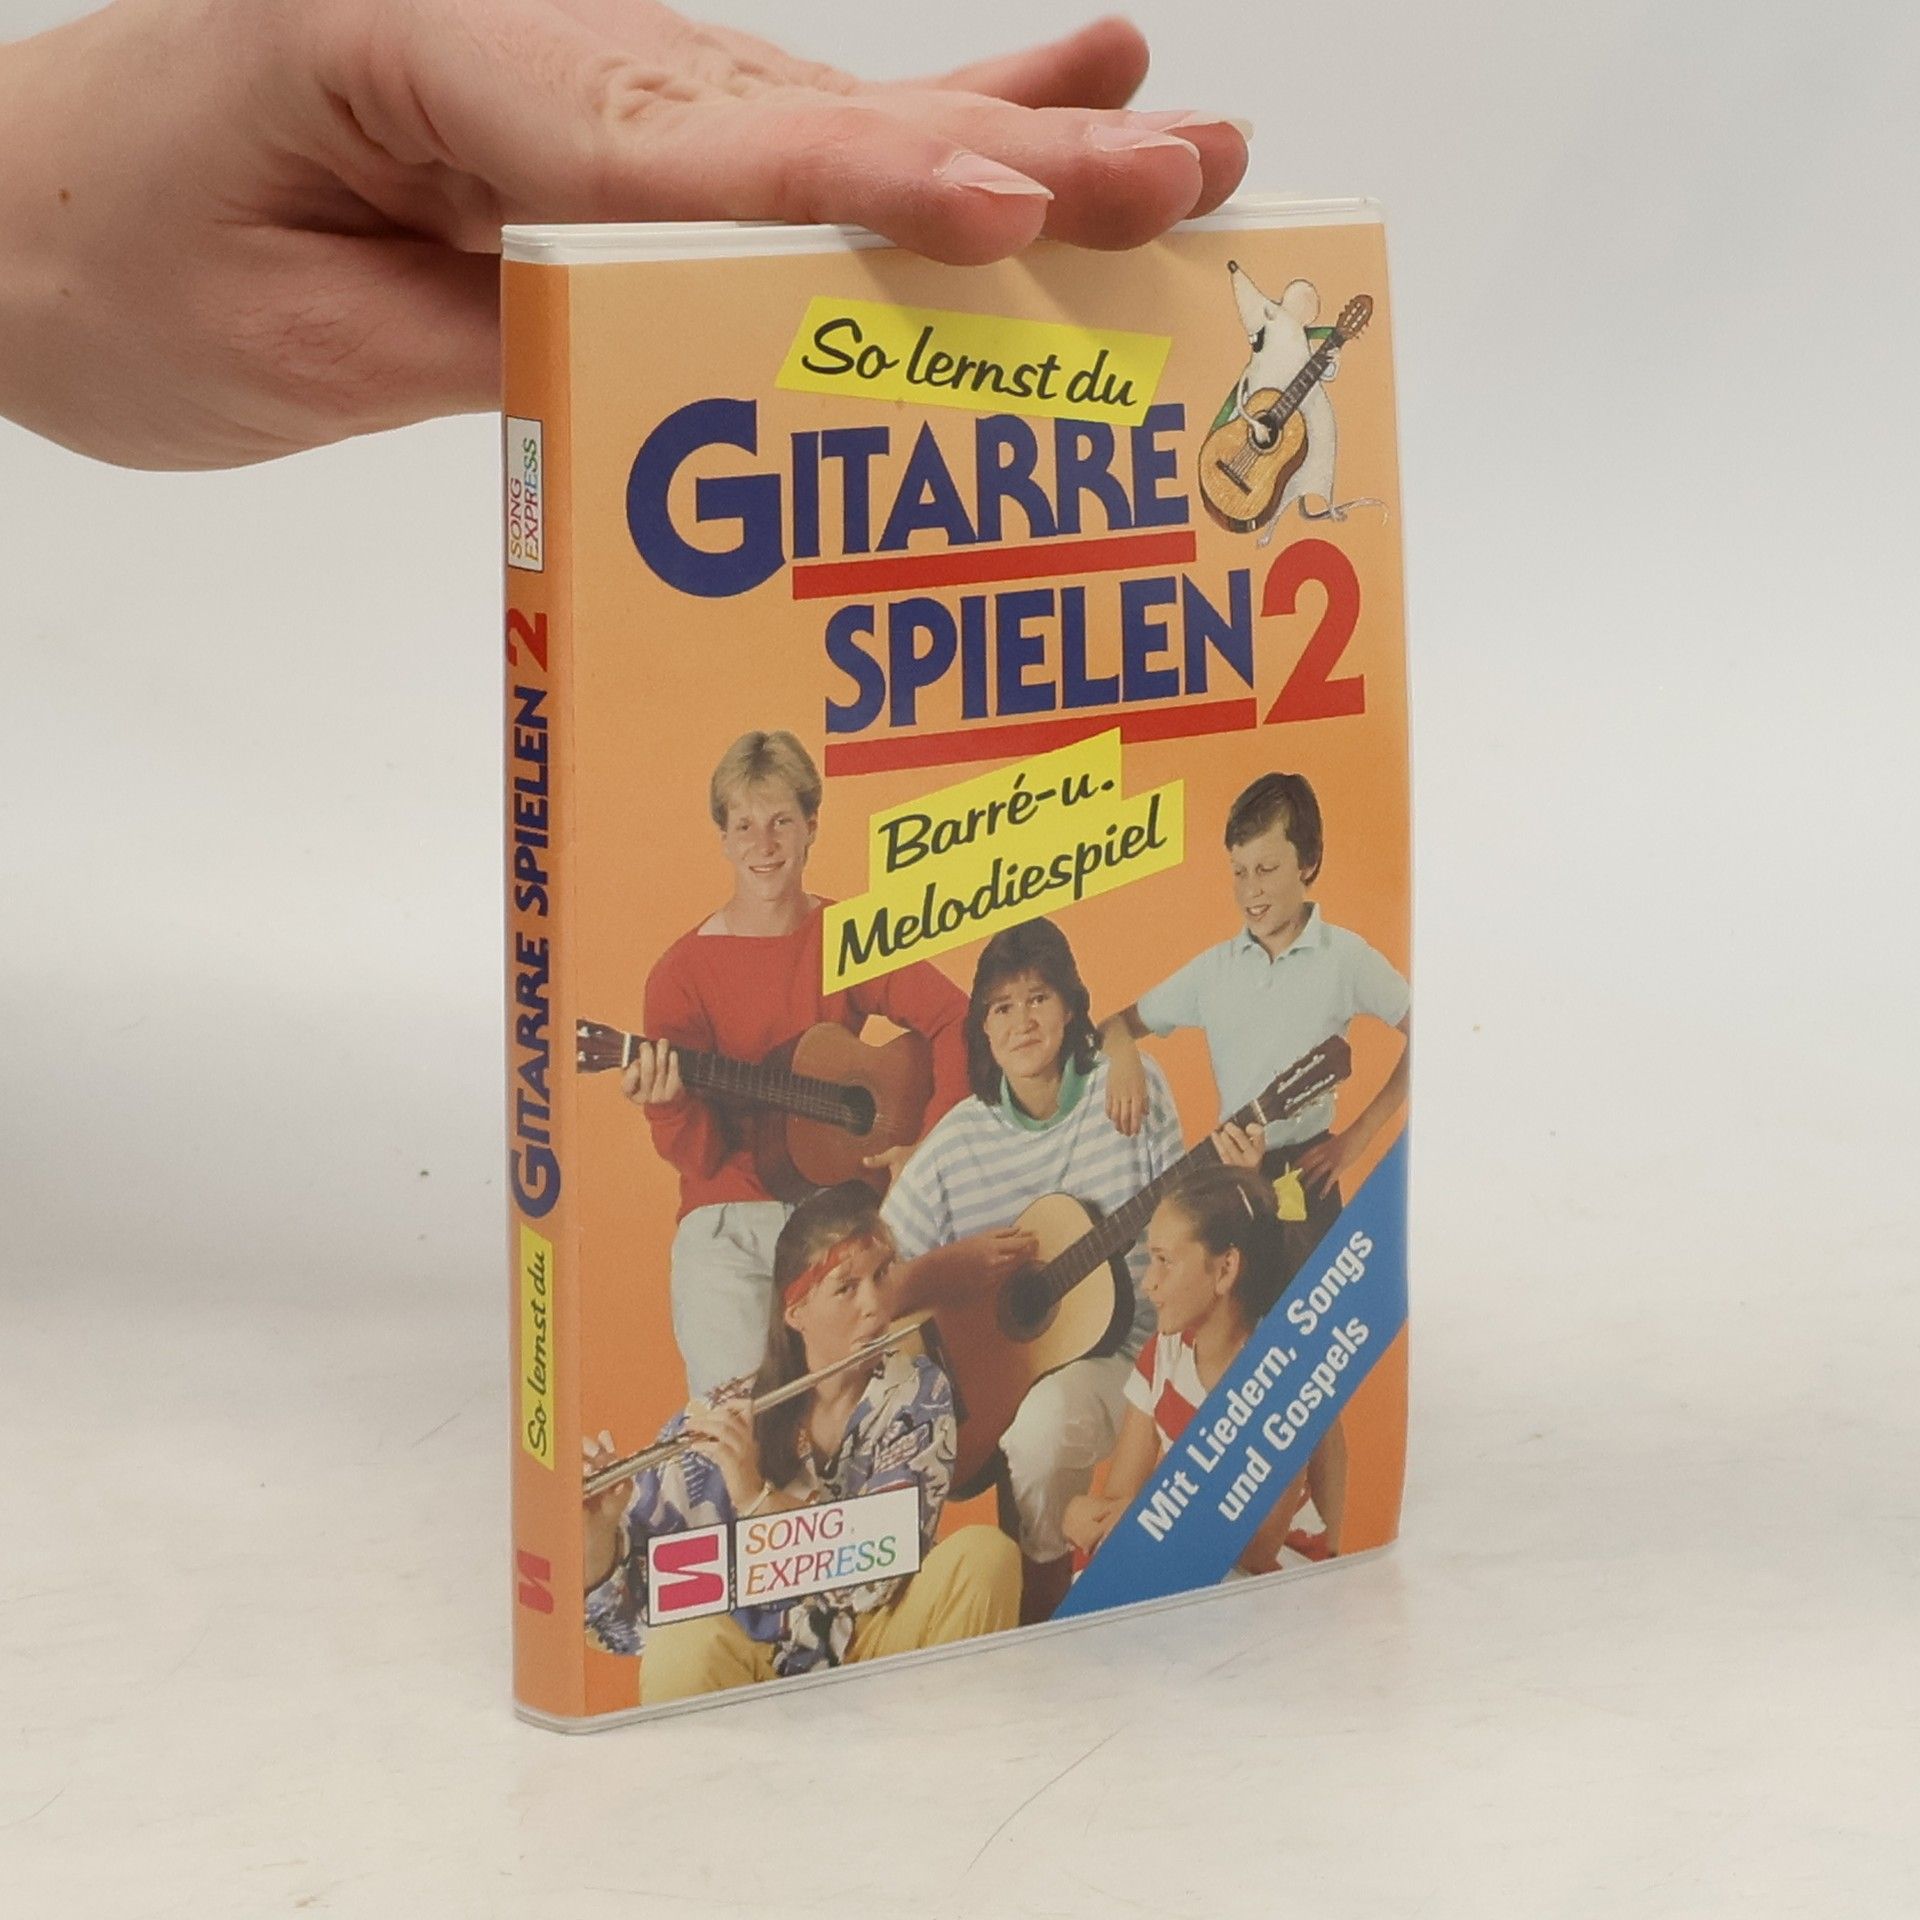 So lernst du
GITARRE
SPIELEN 2
Barré-u.
Melodiespiel
Mit Liedern, Songs
und Gospels
S
SONG
EXPRESS
So lernst du GITARRE SPIELEN 2
SONG
EXPRESS
S